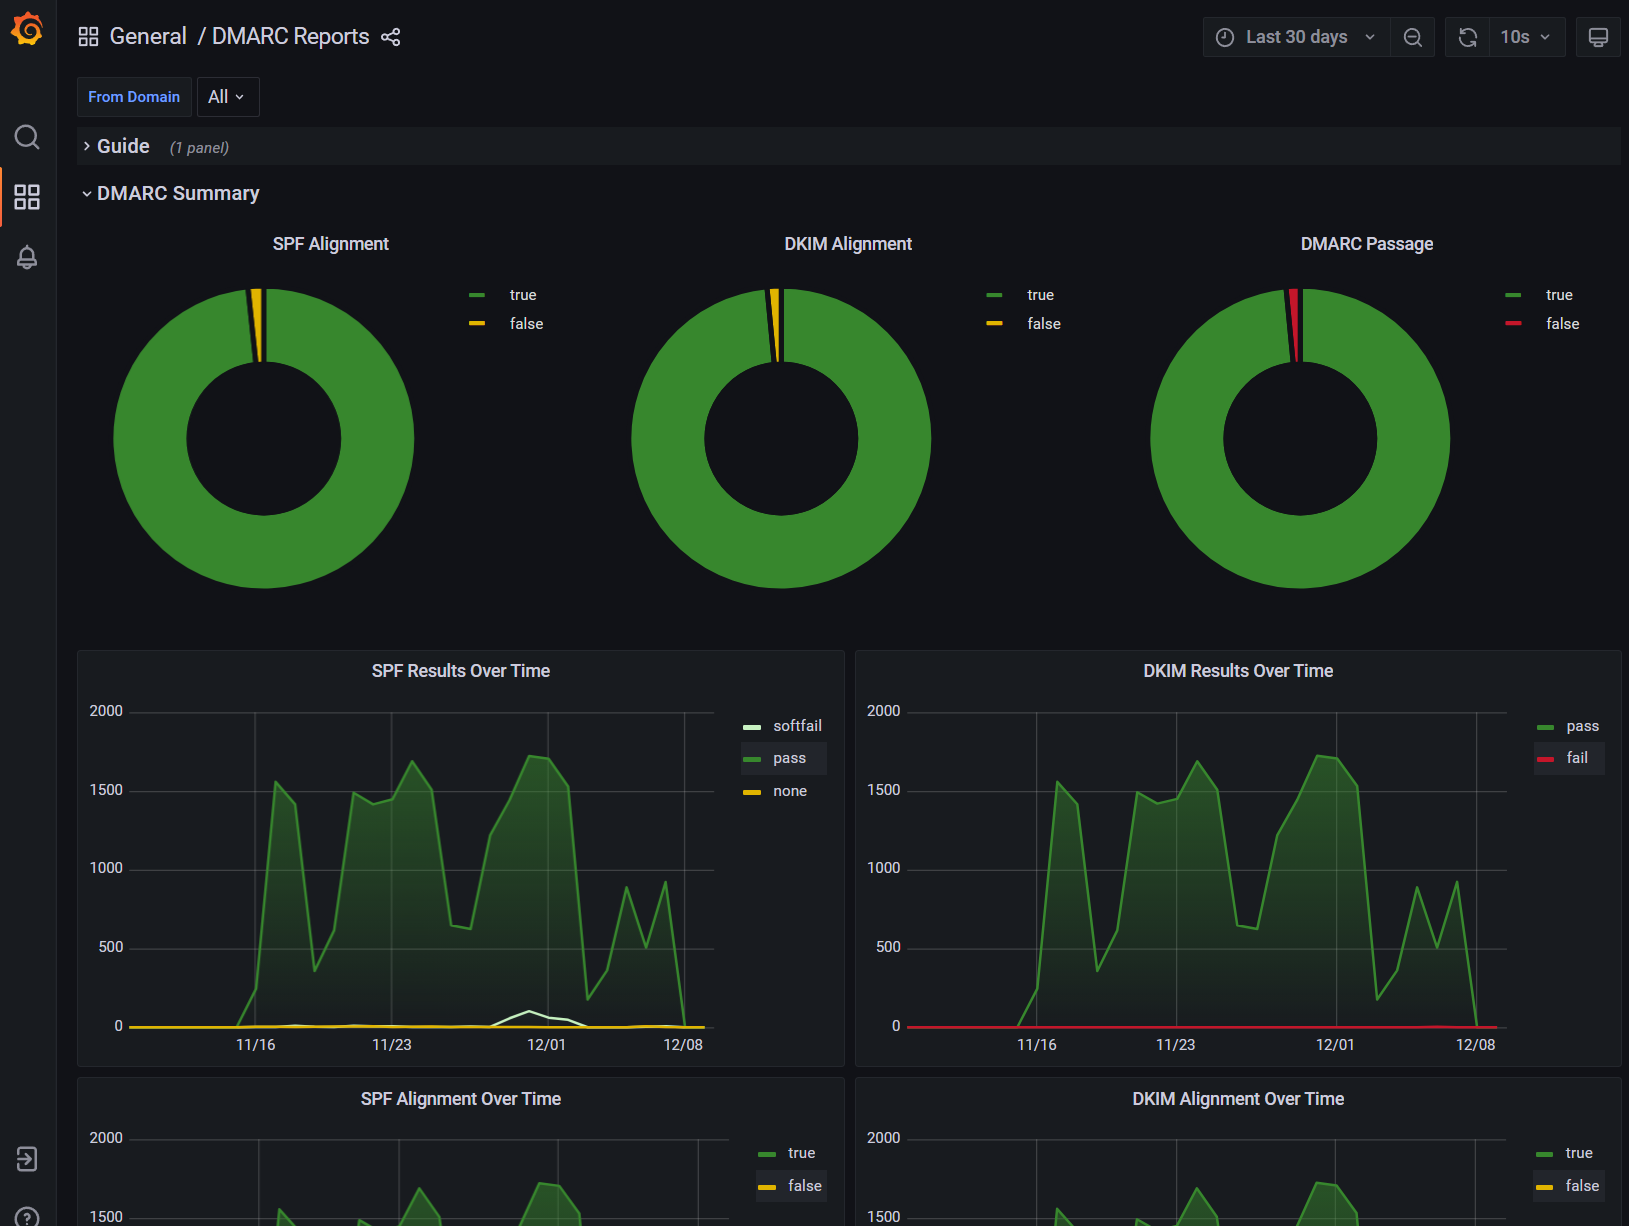 General / DMARC Reports
Last 30 days
10s
From Domain
All
Guide (1 panel)
DMARC Summary
SPF Alignment
true
false
DKIM Alignment
true
false
DMARC Passage
true
false
SPF Results Over Time
2000
1500
1000
500
0
11/16
11/23
12/01
12/08
softfail
pass
none
DKIM Results Over Time
2000
1500
1000
500
0
11/16
11/23
12/01
12/08
pass
fail
SPF Alignment Over Time
2000
1500
true
false
DKIM Alignment Over Time
2000
1500
true
false